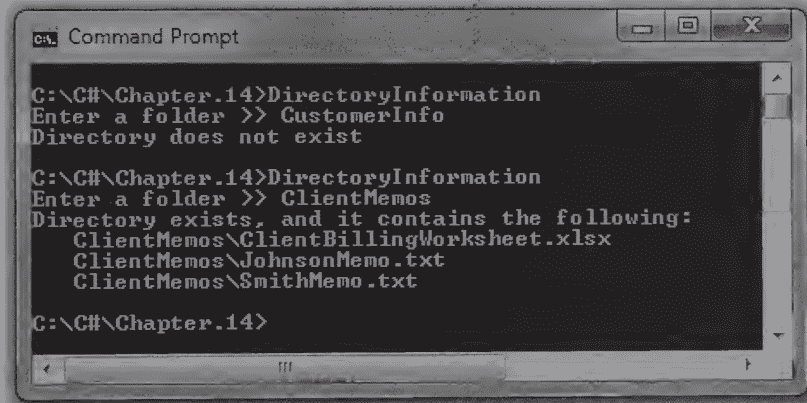 Command Prompt
C:\C#\Chapter.14>DirectoryInformation
Enter a folder >> CustomerInfo
Directory does not exist
C:\C#\Chapter.14>DirectoryInformation
Enter a folder >> ClientMemos
Directory exists, and it contains the following:
ClientMemos\ClientBillingWorksheet.xlsx
ClientMemos\JohnsonMemo.txt
ClientMemos\SmithMemo.txt
C:\C#\Chapter.14>